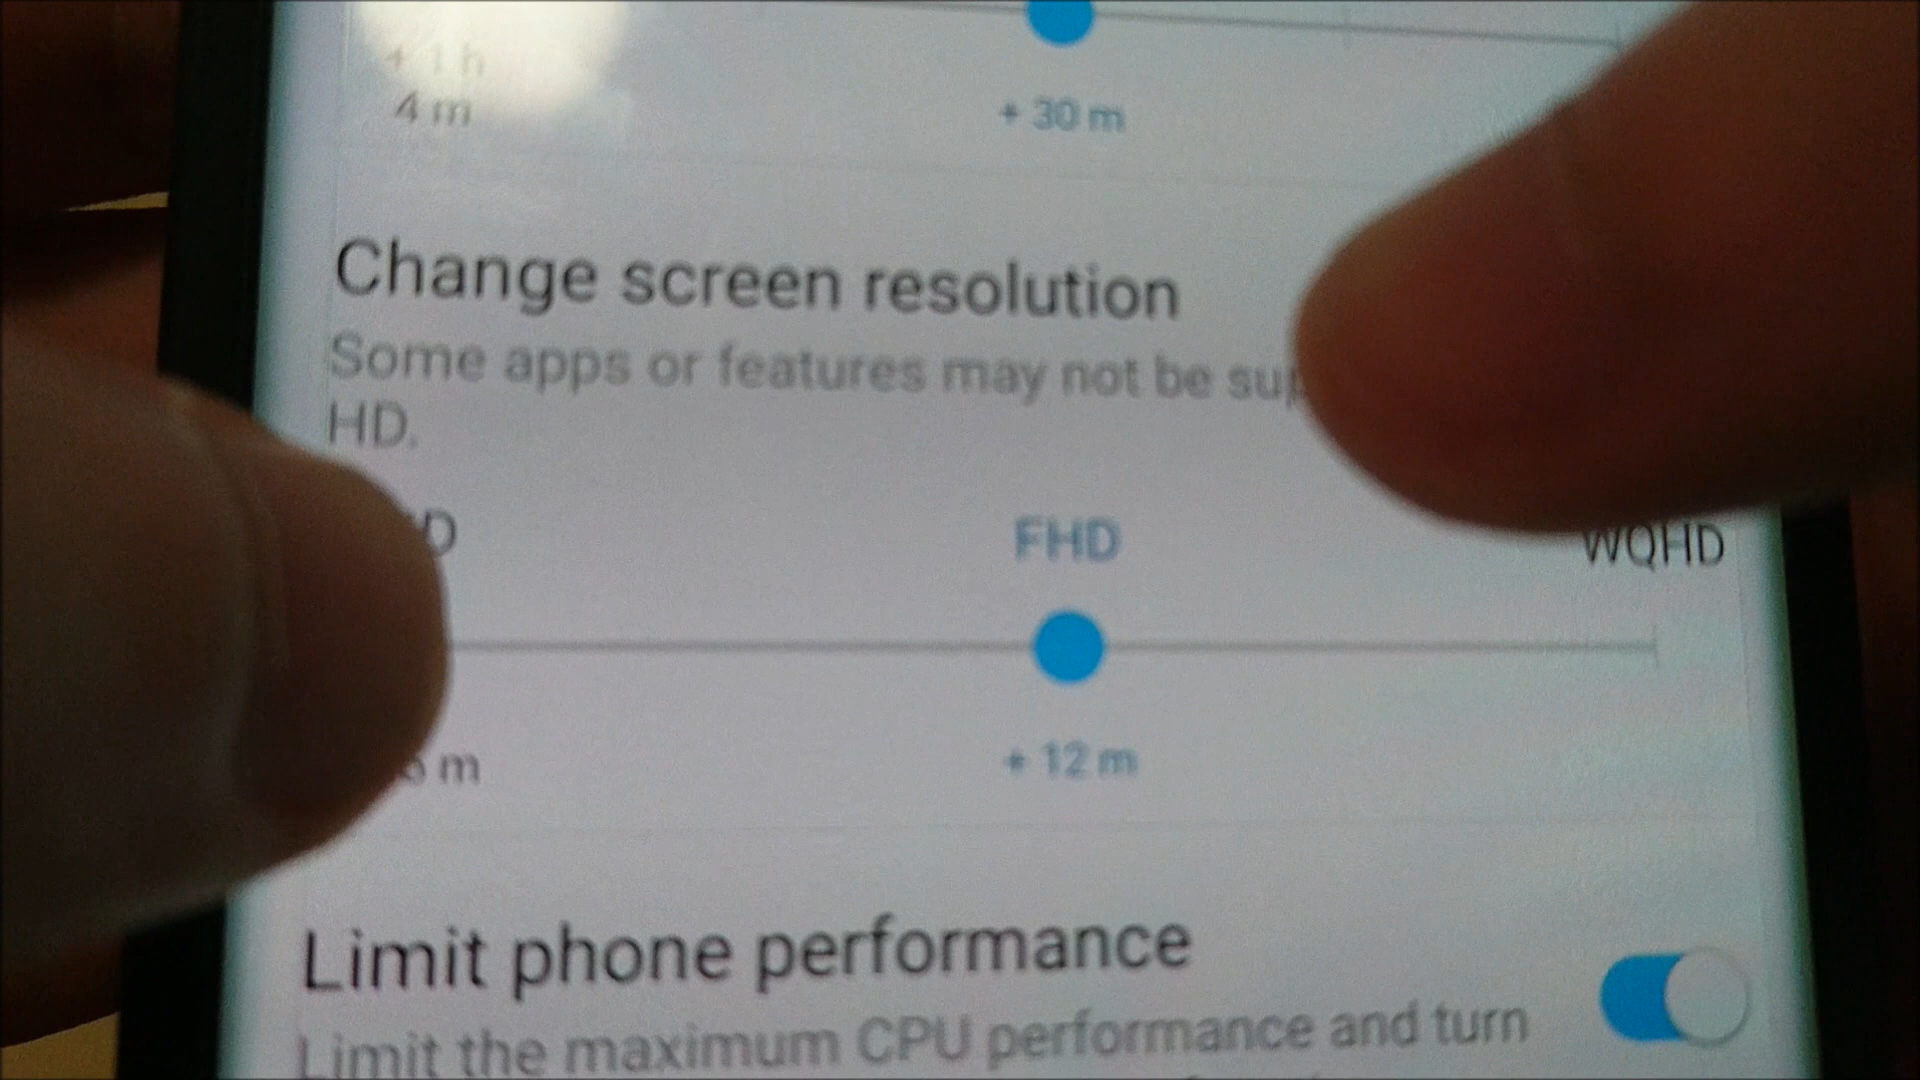 + 1 h
4 m
+ 30 m
Change screen resolution
Some apps or features may not be
HD.
FHD
WQHD
m
+ 12 m
Limit phone performance
Limit the maximum CPU performance and turn